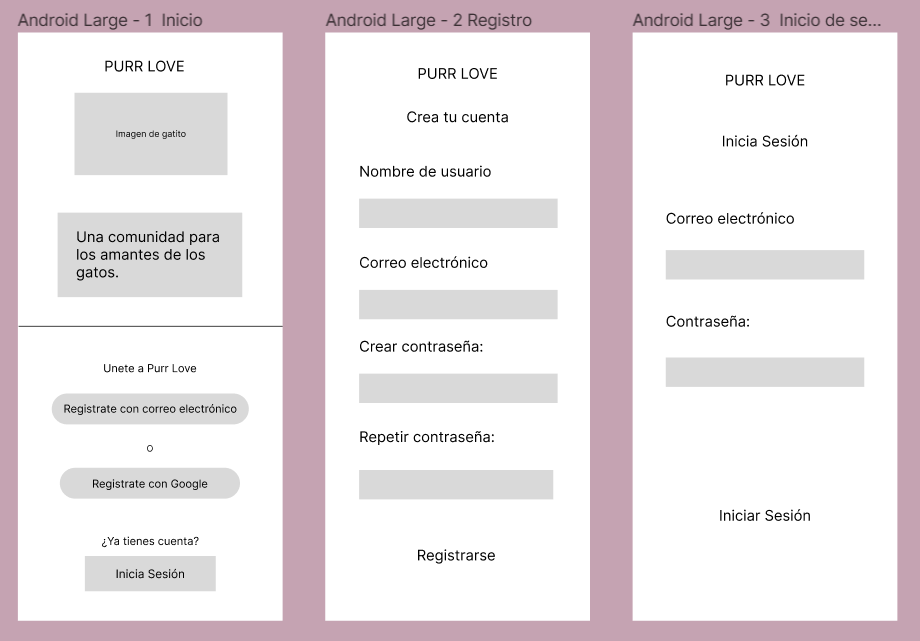 Android Large - 1 Inicio
PURR LOVE
Imagen de gatito
Una comunidad para
los amantes de los
gatos.
Unete a Purr Love
Registrate con correo electrónico
O
Registrate con Google
¿Ya tienes cuenta?
Inicia Sesión
Android Large - 2 Registro
PURR LOVE
Crea tu cuenta
Nombre de usuario
Correo electrónico
Crear contraseña:
Repetir contraseña:
Registrarse
Android Large - 3 Inicio de se...
PURR LOVE
Inicia Sesión
Correo electrónico
Contraseña:
Iniciar Sesión